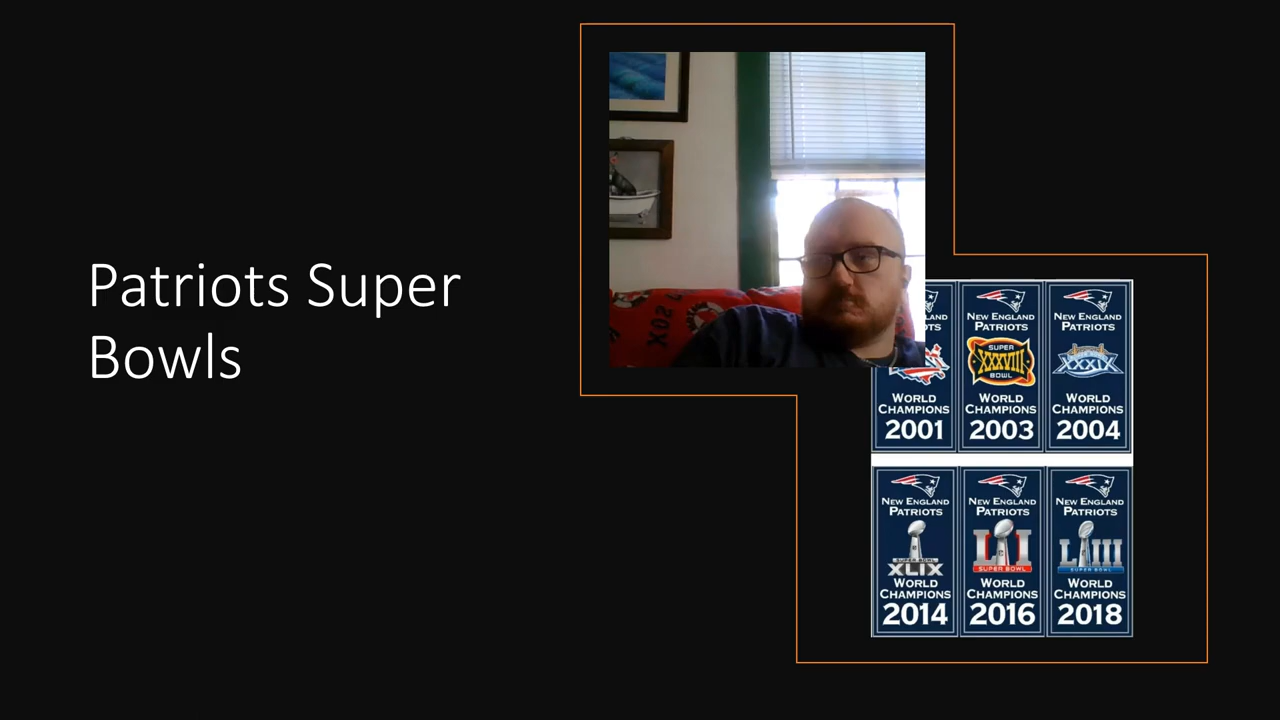 Patriots Super
Bowls
SOX
NEW ENGLAND
PATRIOTS
SUPER
XXXVIII
BOWL
WORLD
CHAMPIONS
2003
NEW ENGLAND
PATRIOTS
XXXIX
WORLD
CHAMPIONS
2004
WORLD
CHAMPIONS
2001
NEW ENGLAND
PATRIOTS
SUPER BOWL
XLIX
WORLD
CHAMPIONS
2014
NEW ENGLAND
PATRIOTS
LI
SUPER BOWL
WORLD
CHAMPIONS
2016
NEW ENGLAND
PATRIOTS
LIII
SUPER BOWL
WORLD
CHAMPIONS
2018